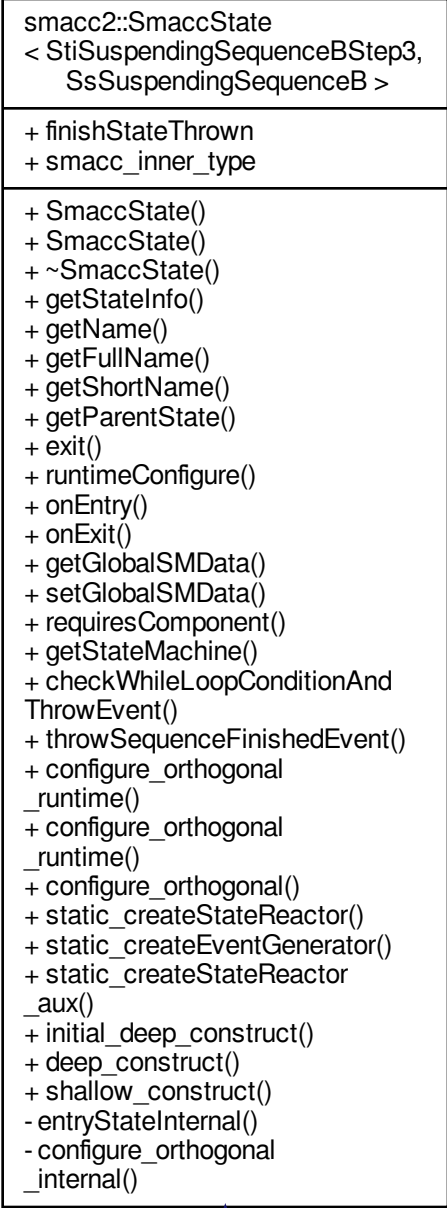 smacc2::SmaccState
< StiSuspendingSequenceBStep3,
SsSuspendingSequenceB >
+ finishStateThrown
+ smacc_inner_type
+ SmaccState()
+ SmaccState()
+ ~SmaccState()
+ getStateInfo()
+ getName()
+ getFullName()
+ getShortName()
+ getParentState()
+ exit()
+ runtimeConfigure()
+ onEntry()
+ onExit()
+ getGlobalSMData()
+ setGlobalSMData()
+ requiresComponent()
+ getStateMachine()
+ checkWhileLoopConditionAnd
ThrowEvent()
+ throwSequenceFinishedEvent()
+ configure_orthogonal
_runtime()
+ configure_orthogonal
_runtime()
+ configure_orthogonal()
+ static_createStateReactor()
+ static_createEventGenerator()
+ static_createStateReactor
_aux()
+ initial_deep_construct()
+ deep_construct()
+ shallow_construct()
- entryStateInternal()
- configure_orthogonal
_internal()